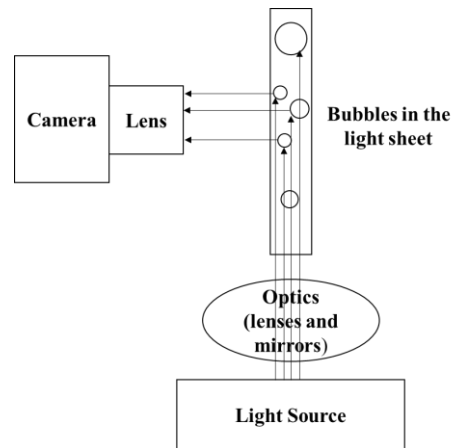 Camera
Lens
Bubbles in the
light sheet
Optics
(lenses and
mirrors)
Light Source